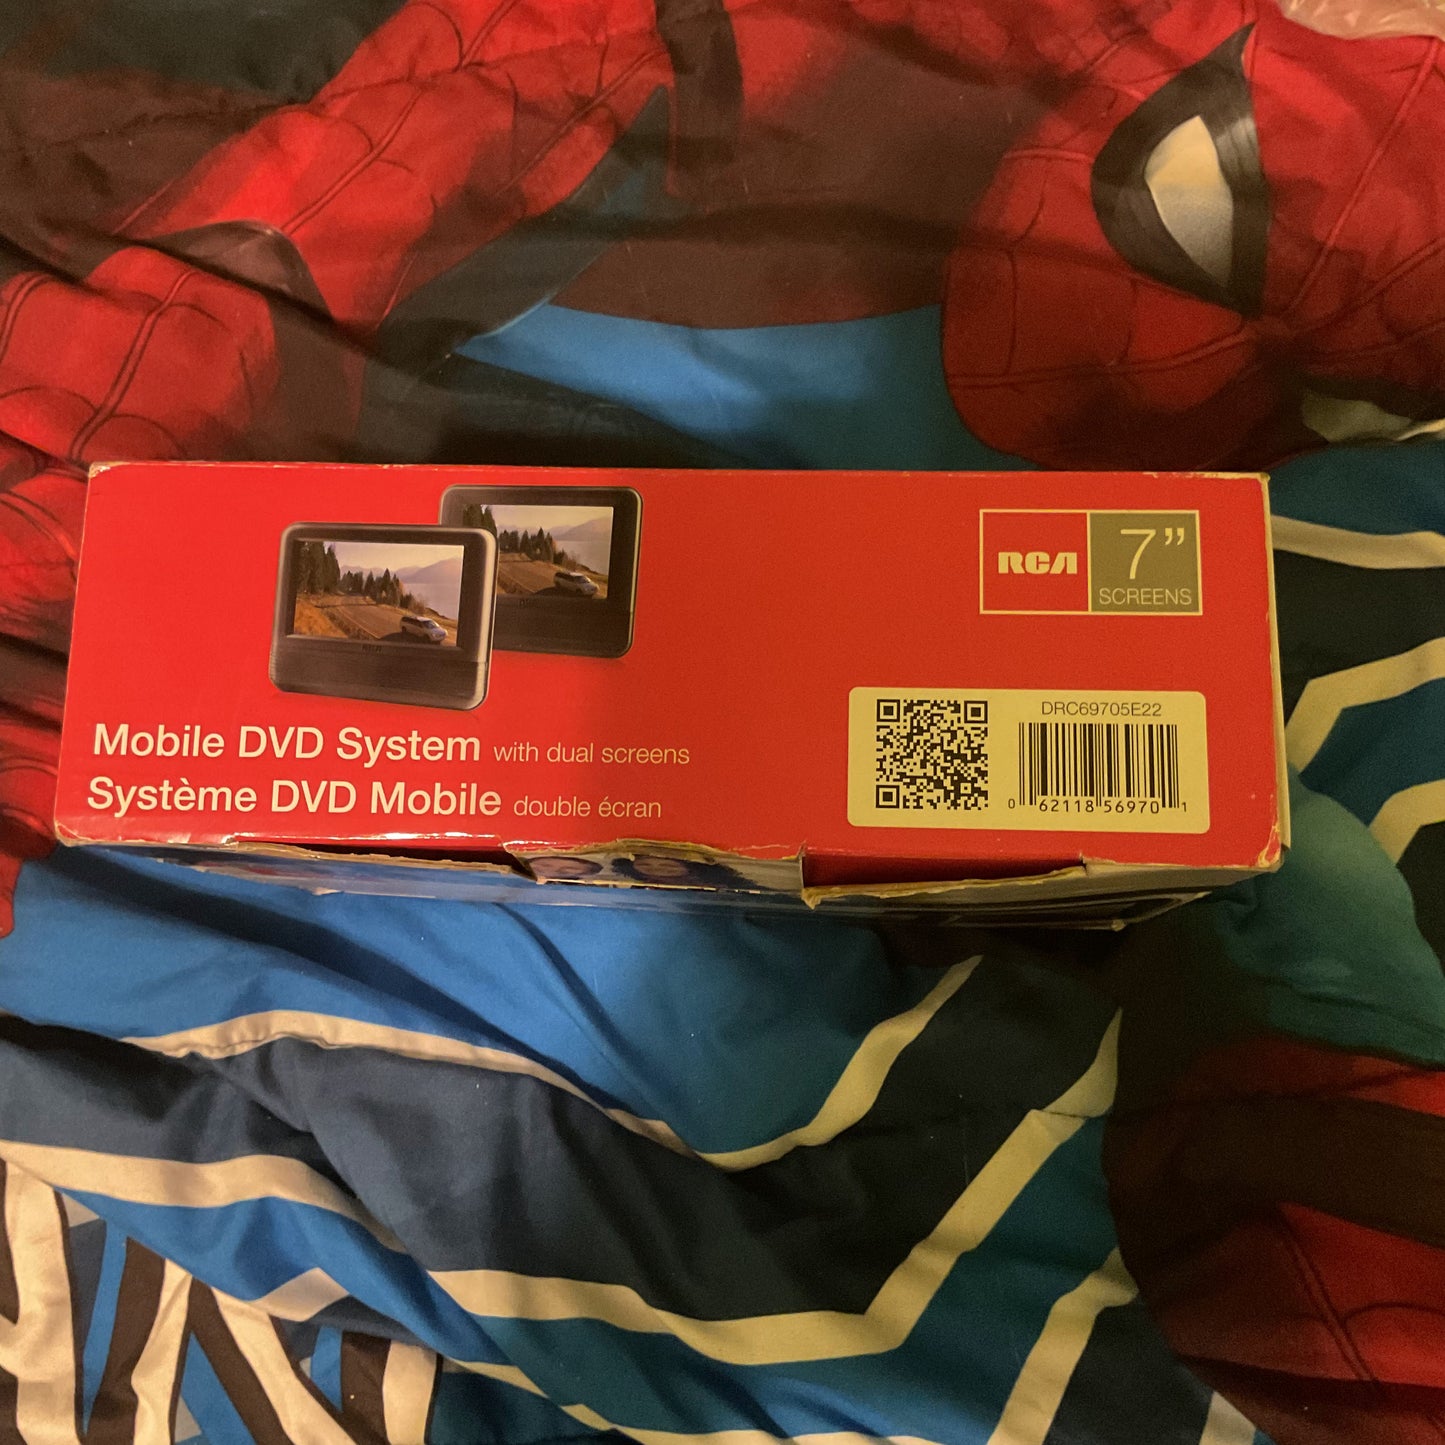 RCA
7”
SCREENS
DRC69705E22
0 62118 56970 1
Mobile DVD System with dual screens
Système DVD Mobile double écran